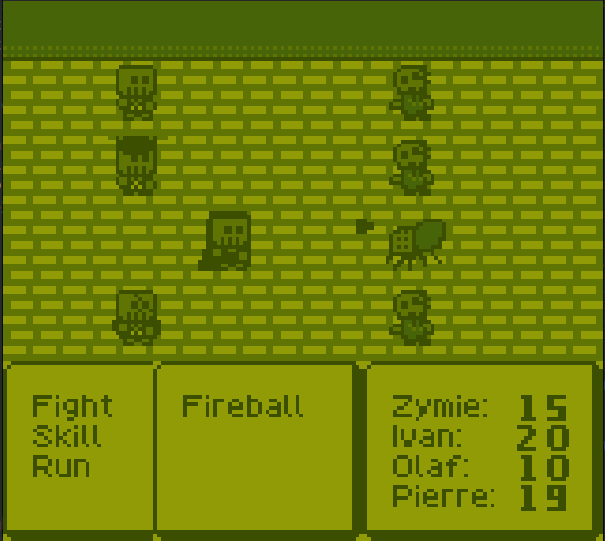 Fight
Skill
Run
Fireball
Zymie: 15
Ivan: 20
Olaf: 10
Pierre: 19